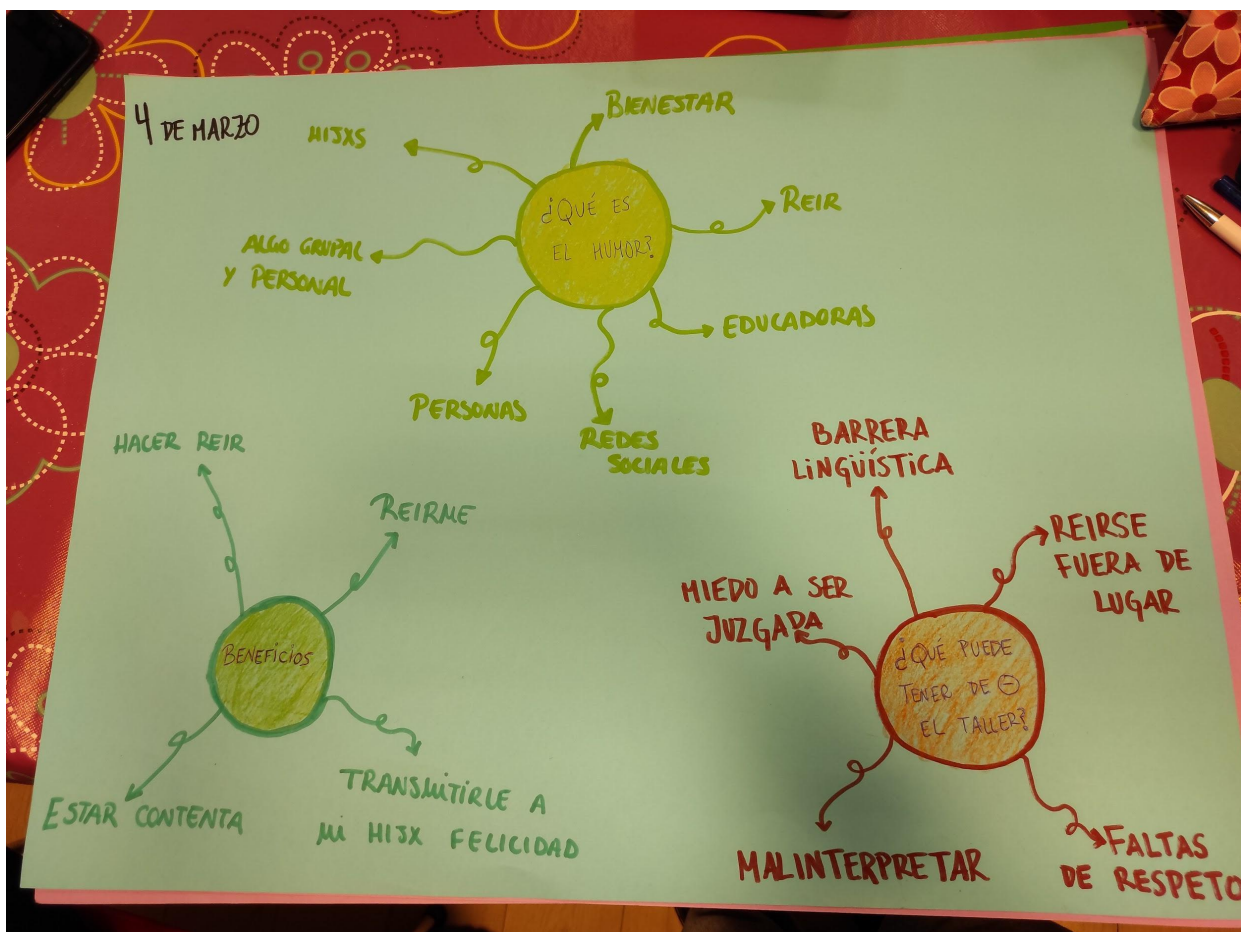 4 DE MARZO
HIJXS
BIENESTAR
¿QUÉ ES
EL HUMOR?
REIR
ALGO GRUPAL
Y PERSONAL
EDUCADORAS
PERSONAS
REDES
SOCIALES
HACER REIR
REIRME
BENEFICIOS
ESTAR CONTENTA
TRANSMITIRLE A
MI HIJX FELICIDAD
BARRERA
LINGÜÍSTICA
REIRSE
FUERA DE
LUGAR
MIEDO A SER
JUZGADA
¿QUÉ PUEDE
TENER DE ⊖
EL TALLER?
MALINTERPRETAR
FALTAS
DE RESPETO